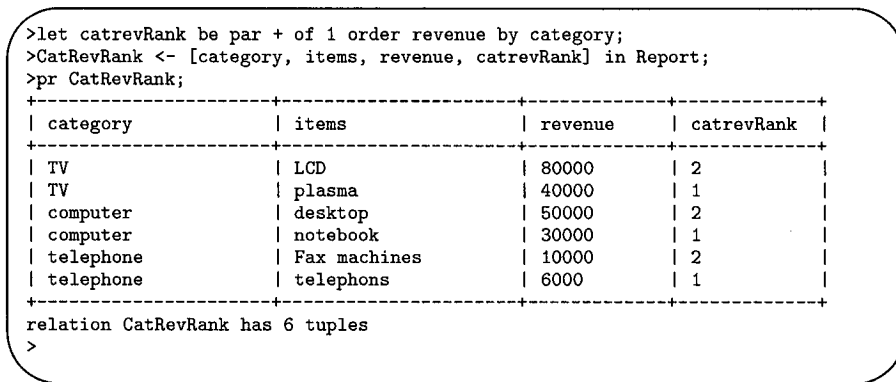 >let catrevRank be par + of 1 order revenue by category;
>CatRevRank <- [category, items, revenue, catrevRank] in Report;
>pr CatRevRank;
+----------------------+----------------------+--------------+--------------+
| category | items | revenue | catrevRank |
+----------------------+----------------------+--------------+--------------+
| TV | LCD | 80000 | 2 |
| TV | plasma | 40000 | 1 |
| computer | desktop | 50000 | 2 |
| computer | notebook | 30000 | 1 |
| telephone | Fax machines | 10000 | 2 |
| telephone | telephons | 6000 | 1 |
+----------------------+----------------------+--------------+--------------+
relation CatRevRank has 6 tuples
>